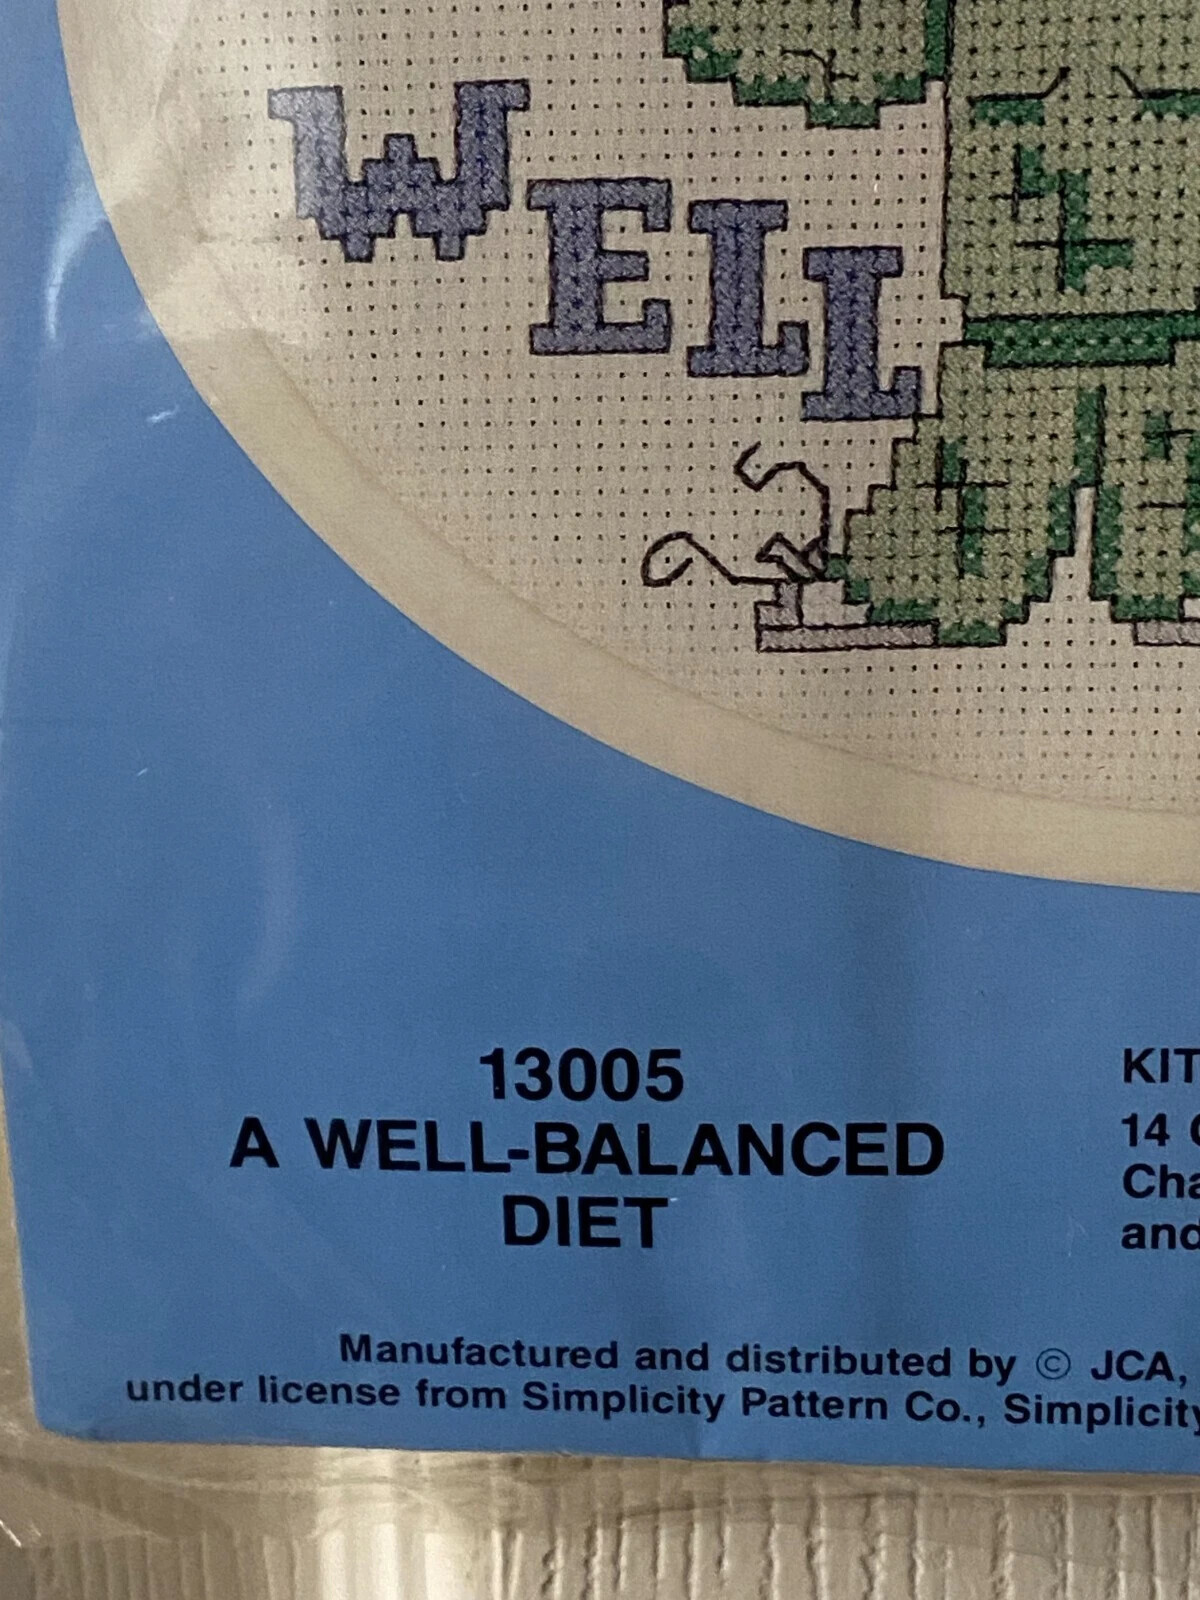 WELL
13005
A WELL-BALANCED
DIET
KIT
14
Cha
and
Manufactured and distributed by © JCA,
under license from Simplicity Pattern Co., Simplicity